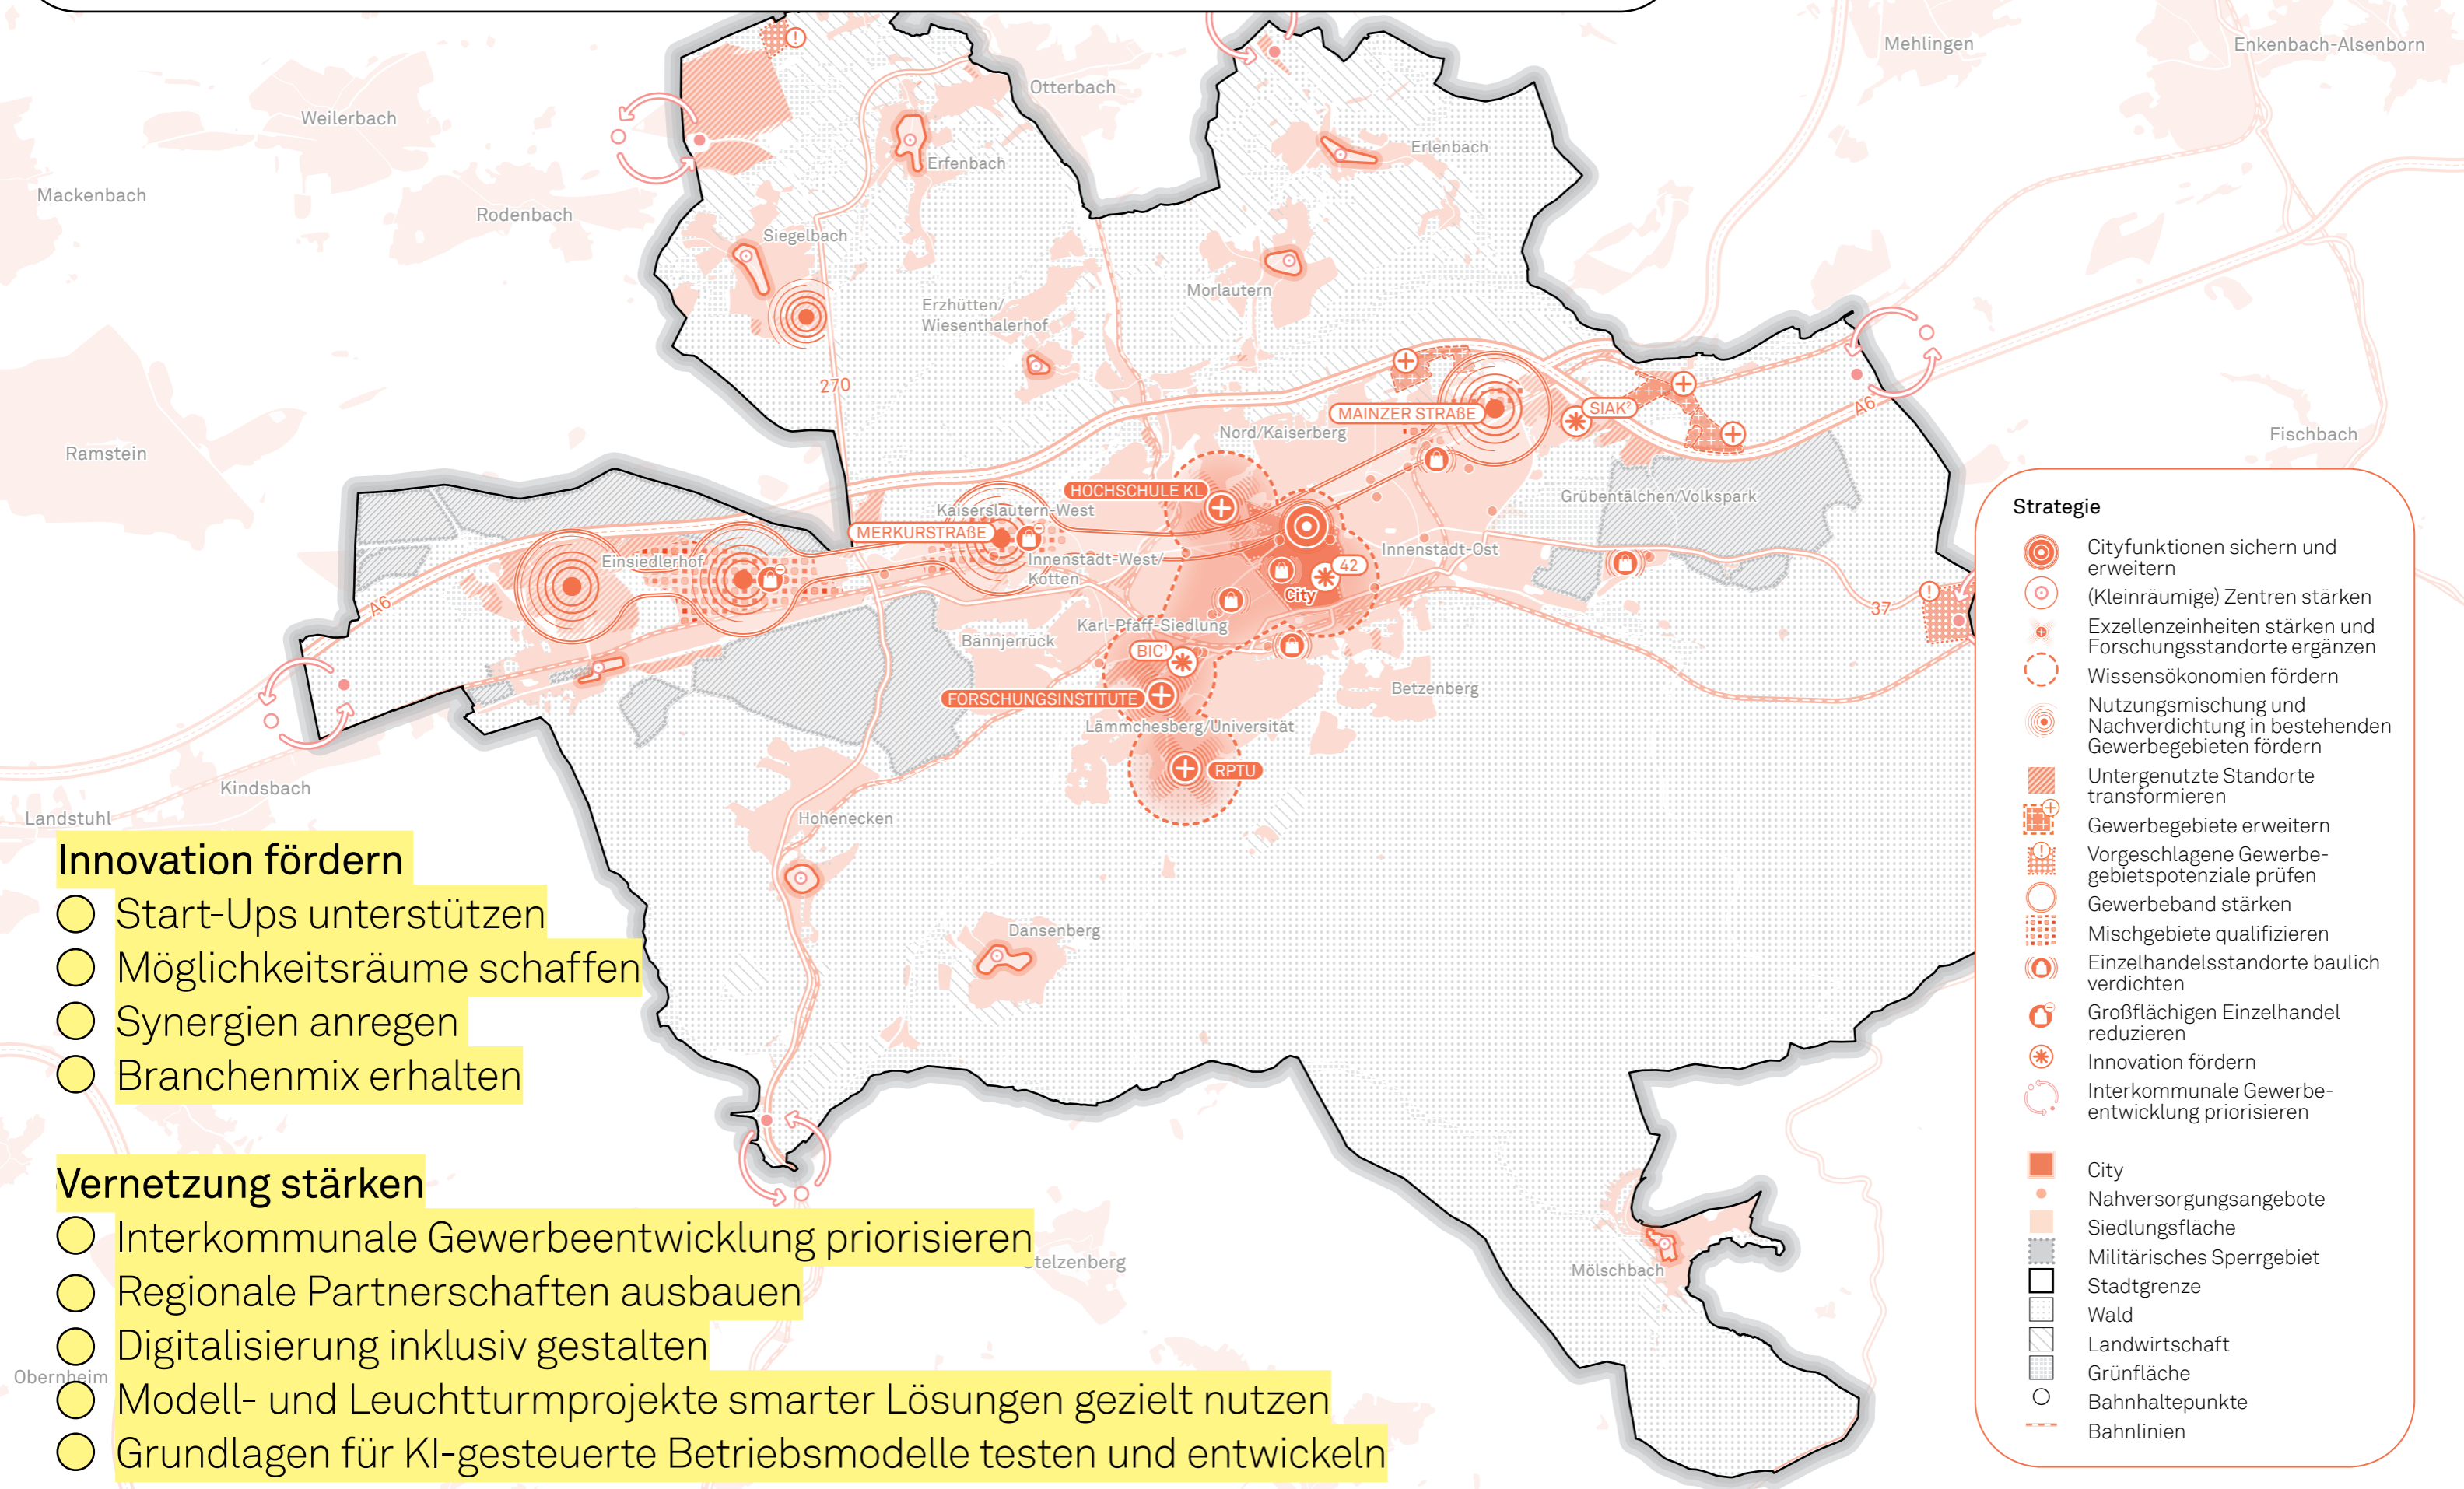 Mehlingen
Enkenbach-Alsenborn
Otterbach
Weilerbach
Erfenbach
Erlenbach
Mackenbach
Rodenbach
Siegelbach
Morlautern
Erzhütten/
Wiesenthalerhof
270
A6
MAINZER STRAßE
SIAK²
Nord/Kaiserberg
Ramstein
Fischbach
HOCHSCHULE KL
Grübentälchen/Volkspark
Kaiserslautern-West
MERKURSTRAßE
Innenstadt-Ost
Einsiedlerhof
Innenstadt-West/
Kotten
42
City
A6
37
Karl-Pfaff-Siedlung
Bännjerrück
BIC¹
FORSCHUNGSINSTITUTE
Betzenberg
Lämmchesberg/Universität
RPTU
Kindsbach
Landstuhl
Hohenecken
Dansenberg
telzenberg
Mölschbach
Obernheim
Innovation fördern
Start-Ups unterstützen
Möglichkeitsräume schaffen
Synergien anregen
Branchenmix erhalten
Vernetzung stärken
Interkommunale Gewerbeentwicklung priorisieren
Regionale Partnerschaften ausbauen
Digitalisierung inklusiv gestalten
Modell- und Leuchtturmprojekte smarter Lösungen gezielt nutzen
Grundlagen für KI-gesteuerte Betriebsmodelle testen und entwickeln
Strategie
Cityfunktionen sichern und
erweitern
(Kleinräumige) Zentren stärken
Exzellenzeinheiten stärken und
Forschungsstandorte ergänzen
Wissensökonomien fördern
Nutzungsmischung und
Nachverdichtung in bestehenden
Gewerbegebieten fördern
Untergenutzte Standorte
transformieren
Gewerbegebiete erweitern
Vorgeschlagene Gewerbe-
gebietspotenziale prüfen
Gewerbeband stärken
Mischgebiete qualifizieren
Einzelhandelsstandorte baulich
verdichten
Großflächigen Einzelhandel
reduzieren
Innovation fördern
Interkommunale Gewerbe-
entwicklung priorisieren
City
Nahversorgungsangebote
Siedlungsfläche
Militärisches Sperrgebiet
Stadtgrenze
Wald
Landwirtschaft
Grünfläche
Bahnhaltepunkte
Bahnlinien